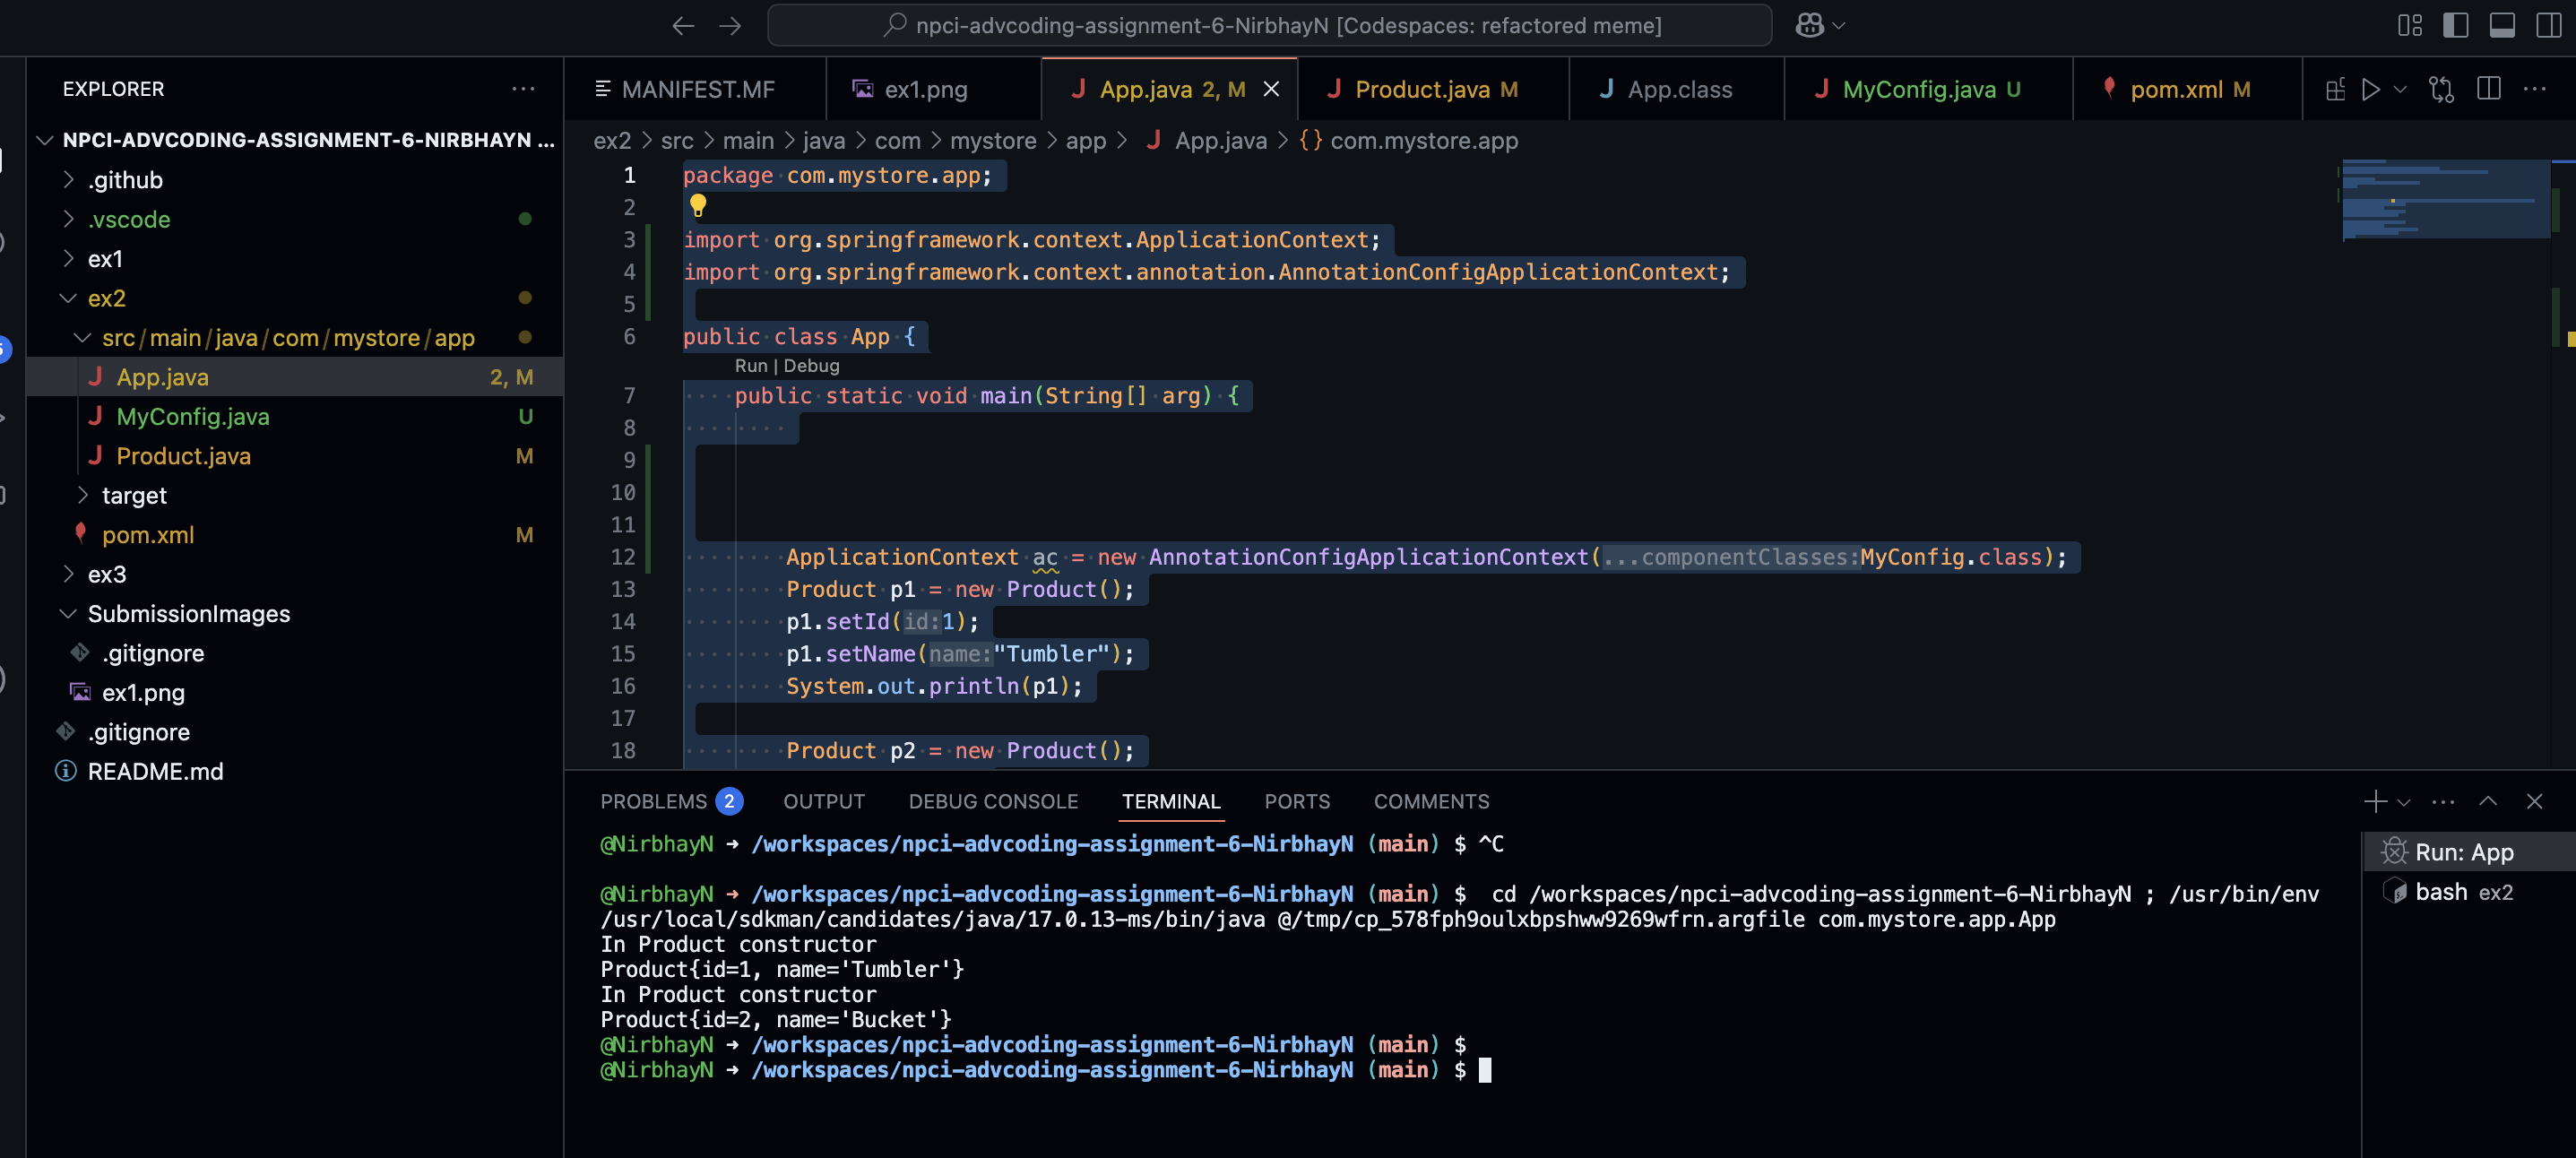 npci-advcoding-assignment-6-NirbhayN [Codespaces: refactored meme]
EXPLORER
NPCI-ADVCODING-ASSIGNMENT-6-NIRBHAYN ...
.github
.vscode
ex1
ex2
src/main/java/com/mystore/app
App.java 2, M
MyConfig.java U
Product.java M
target
pom.xml M
ex3
SubmissionImages
.gitignore
ex1.png
.gitignore
README.md
MANIFEST.MF ex1.png App.java 2, M Product.java M App.class MyConfig.java U pom.xml M
ex2 > src > main > java > com > mystore > app > App.java > {} com.mystore.app
1 package com.mystore.app;
2
3 import org.springframework.context.ApplicationContext;
4 import org.springframework.context.annotation.AnnotationConfigApplicationContext;
5
6 public class App {
Run | Debug
7 public static void main(String[] arg) {
8
9
10
11
12 ApplicationContext ac = new AnnotationConfigApplicationContext(...componentClasses:MyConfig.class);
13 Product p1 = new Product();
14 p1.setId(id:1);
15 p1.setName(name:"Tumbler");
16 System.out.println(p1);
17
18 Product p2 = new Product();
PROBLEMS 2 OUTPUT DEBUG CONSOLE TERMINAL PORTS COMMENTS
@NirbhayN → /workspaces/npci-advcoding-assignment-6-NirbhayN (main) $ ^C
@NirbhayN → /workspaces/npci-advcoding-assignment-6-NirbhayN (main) $ cd /workspaces/npci-advcoding-assignment-6-NirbhayN ; /usr/bin/env
/usr/local/sdkman/candidates/java/17.0.13-ms/bin/java @/tmp/cp_578fph9oulxbpshww9269wfrn.argfile com.mystore.app.App
In Product constructor
Product{id=1, name='Tumbler'}
In Product constructor
Product{id=2, name='Bucket'}
@NirbhayN → /workspaces/npci-advcoding-assignment-6-NirbhayN (main) $
@NirbhayN → /workspaces/npci-advcoding-assignment-6-NirbhayN (main) $
Run: App
bash ex2